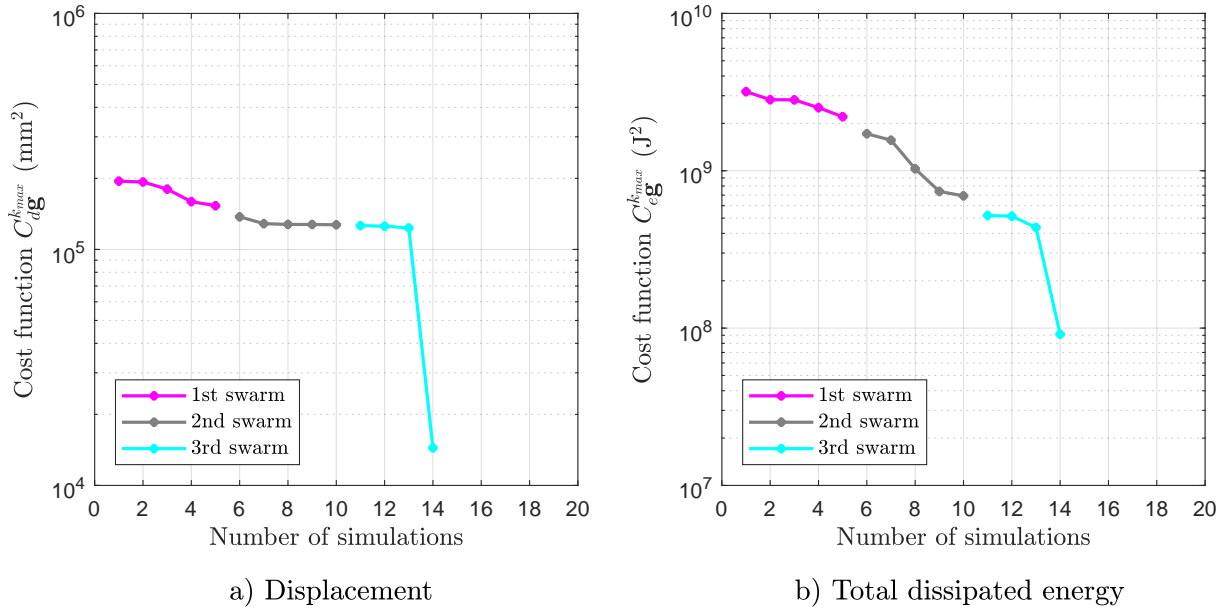 10^6
10^5
10^4
Cost function C_{d𝐠}^{k_{max}} (mm^2)
1st swarm
2nd swarm
3rd swarm
0 2 4 6 8 10 12 14 16 18 20
Number of simulations
a) Displacement
10^10
10^9
10^8
10^7
Cost function C_{e𝐠}^{k_{max}} (J^2)
1st swarm
2nd swarm
3rd swarm
0 2 4 6 8 10 12 14 16 18 20
Number of simulations
b) Total dissipated energy